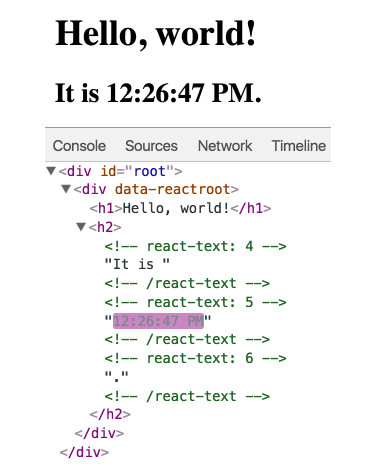 Hello, world!
It is 12:26:47 PM.
Console Sources Network Timeline
▼<div id="root">
▼<div data-reactroot>
<h1>Hello, world!</h1>
▼<h2>
<!-- react-text: 4 -->
"It is "
<!-- /react-text -->
<!-- react-text: 5 -->
"12:26:47 PM"
<!-- /react-text -->
<!-- react-text: 6 -->
"."
<!-- /react-text -->
</h2>
</div>
</div>